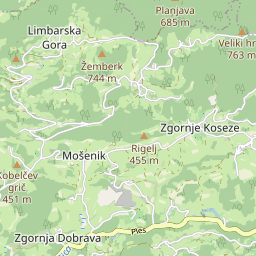 Planjava
685 m
Limbarska
Gora
Veliki hr
763 m
Žemberk
744 m
Zgornje Koseze
Rigelj
455 m
Mošenik
Kobelčev
grič
451 m
Pves
Zgornja Dobrava